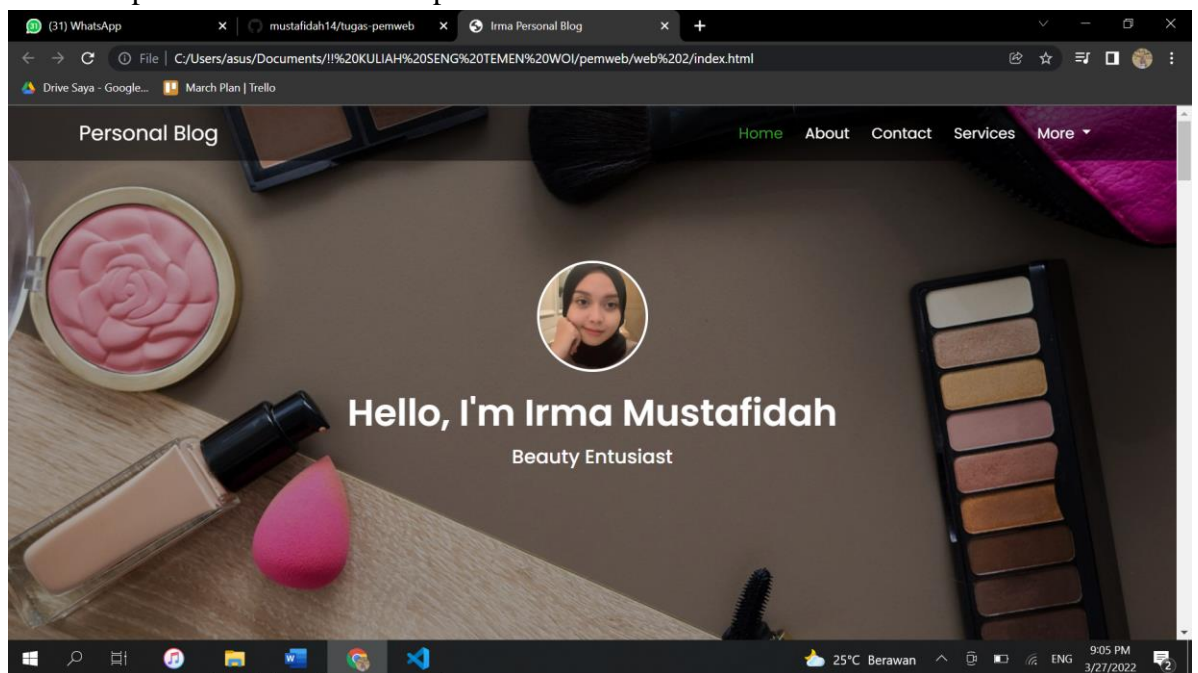 (31) WhatsApp
mustafidah14/tugas-pemweb
Irma Personal Blog
File
C:/Users/asus/Documents/!!%20KULIAH%20SENG%20TEMEN%20WOI/pemweb/web%202/index.html
Drive Saya - Google...
March Plan | Trello
Personal Blog
Home
About
Contact
Services
More
Hello, I'm Irma Mustafidah
Beauty Entusiast
25°C Berawan
ENG
9:05 PM
3/27/2022
2